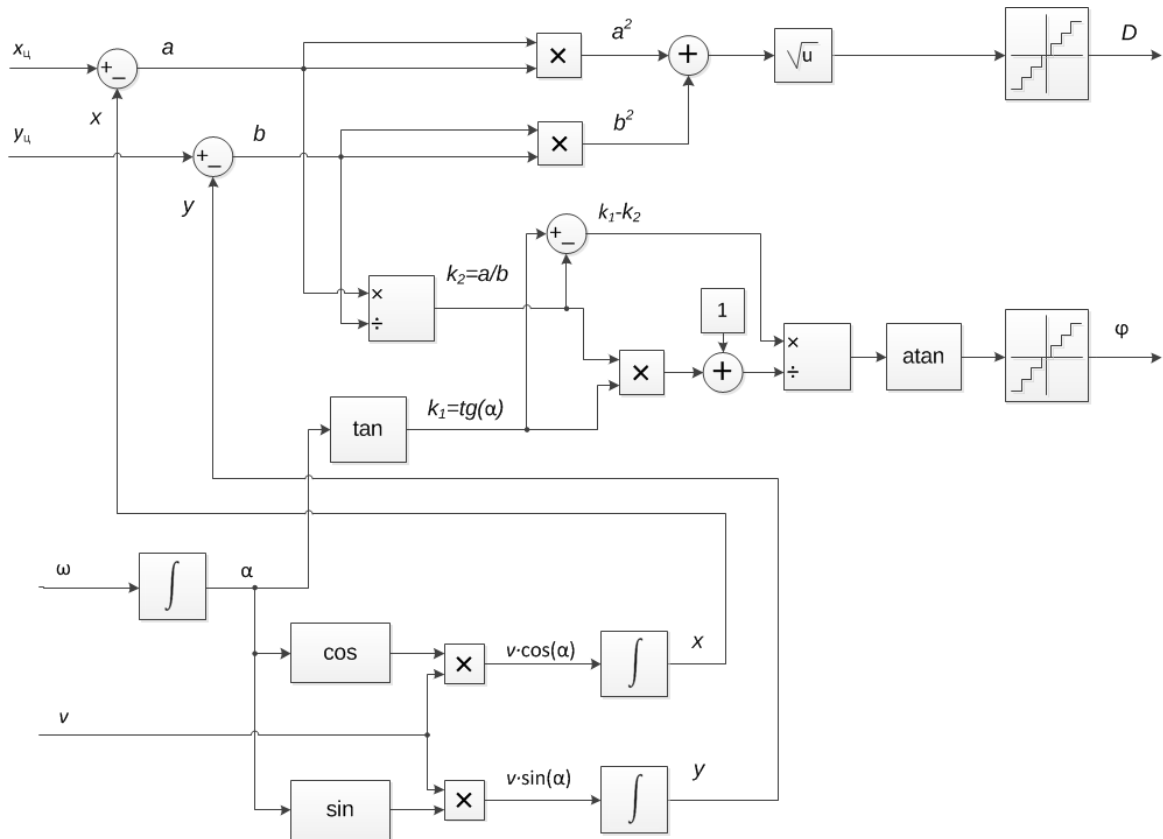 xц
a
a²
D
+
−
×
+
√u
x
yц
b
b²
+
−
×
y
k₁-k₂
+
−
k₂=a/b
×
÷
1
×
÷
atan
φ
×
+
k₁=tg(α)
tan
ω
∫
α
cos
×
v·cos(α)
∫
x
v
sin
×
v·sin(α)
∫
y